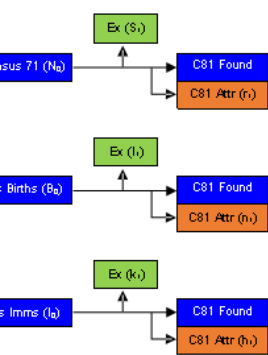 Ex (S₁)
sus 71 (N₀)
C81 Found
C81 Attr (r₁)
Ex (I₁)
Births (B₀)
C81 Found
C81 Attr (n₁)
Ex (k₁)
s Imms (I₀)
C81 Found
C81 Attr (h₁)